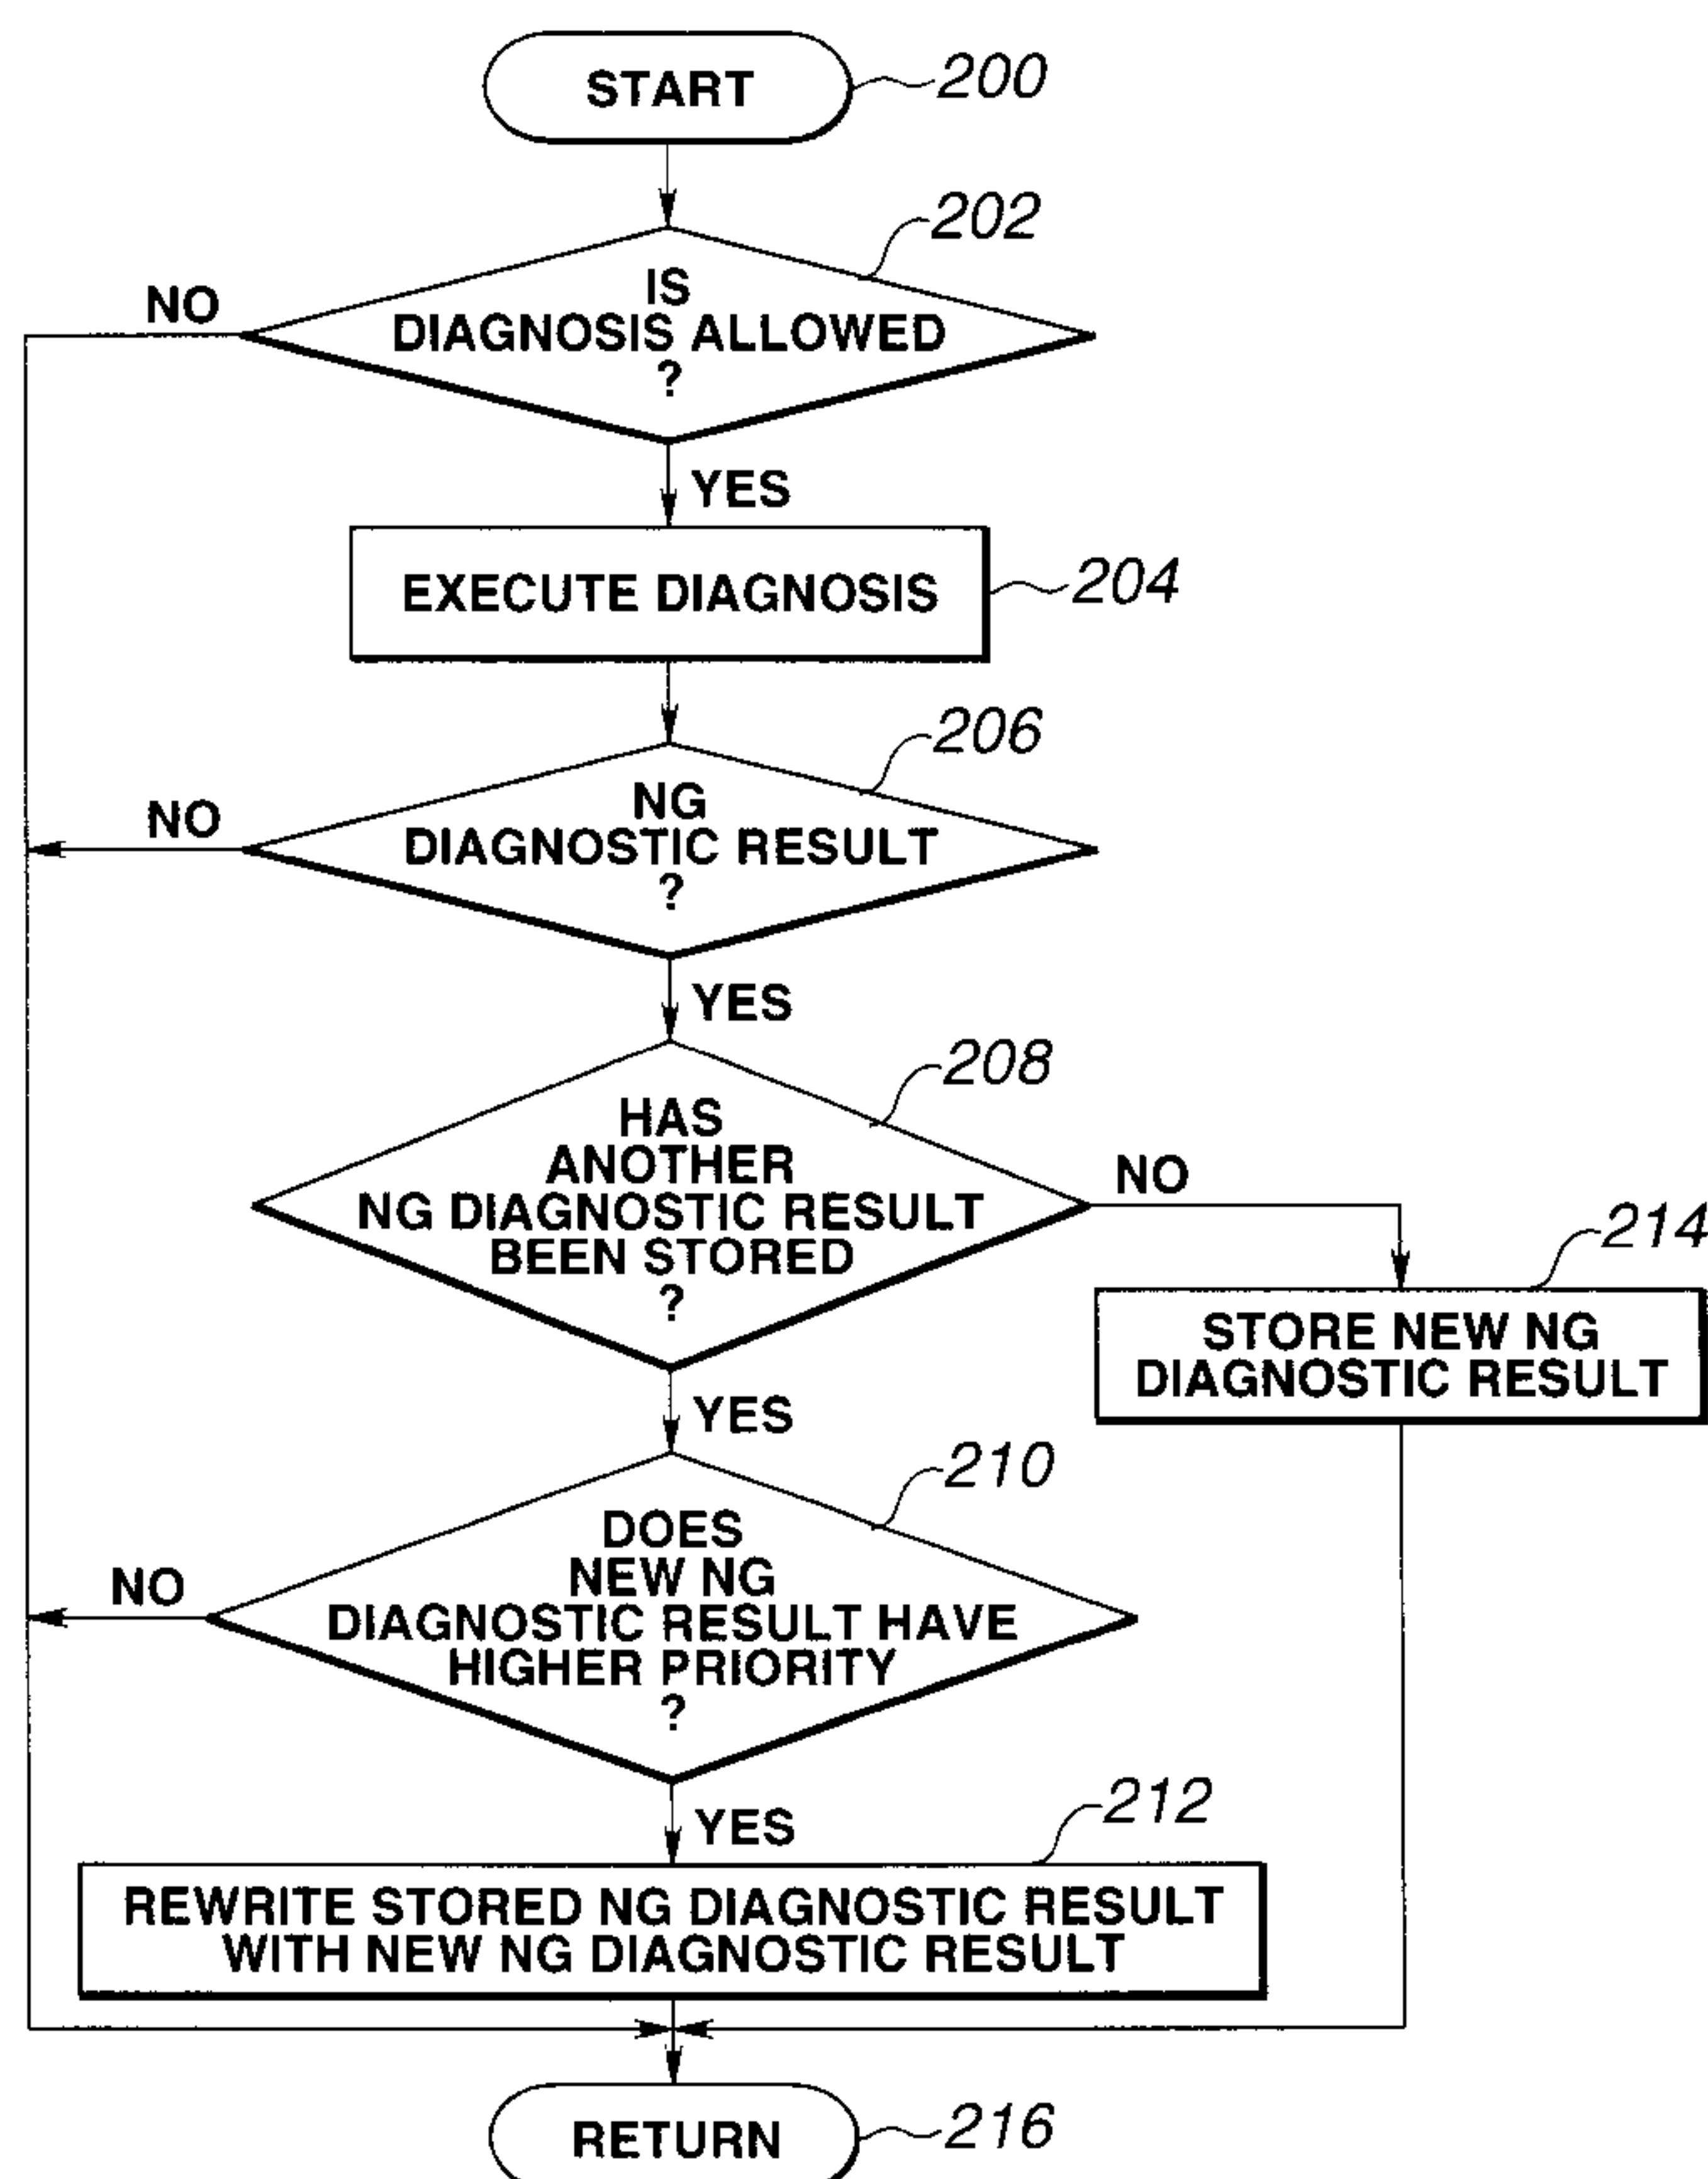 START
200
202
IS
DIAGNOSIS ALLOWED
?
NO
YES
EXECUTE DIAGNOSIS
204
206
NG
DIAGNOSTIC RESULT
?
NO
YES
208
HAS
ANOTHER
NG DIAGNOSTIC RESULT
BEEN STORED
?
NO
214
STORE NEW NG
DIAGNOSTIC RESULT
YES
210
DOES
NEW NG
DIAGNOSTIC RESULT HAVE
HIGHER PRIORITY
?
NO
YES
212
REWRITE STORED NG DIAGNOSTIC RESULT
WITH NEW NG DIAGNOSTIC RESULT
RETURN
216